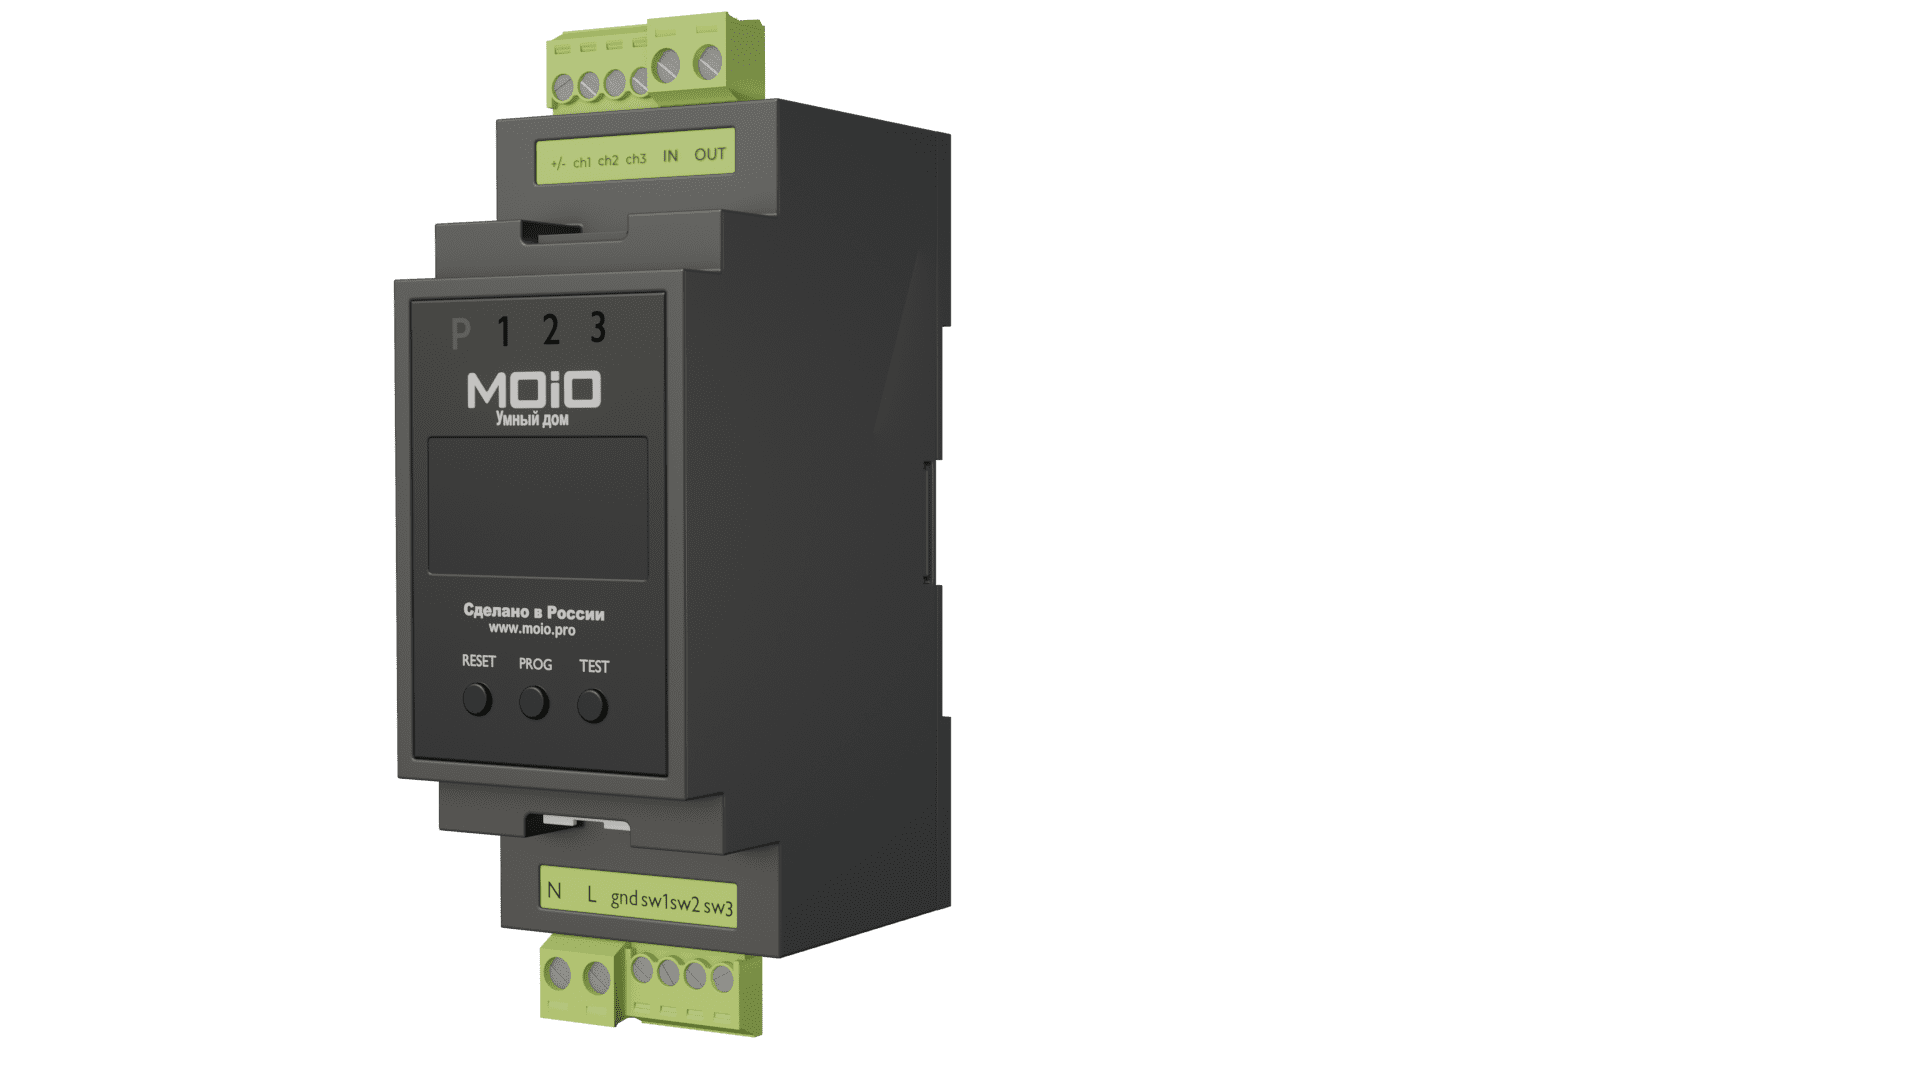 +/- ch1 ch2 ch3 IN OUT
P 1 2 3
MOiO
Умный дом
Сделано в России
www.moio.pro
RESET PROG TEST
N L gnd sw1 sw2 sw3